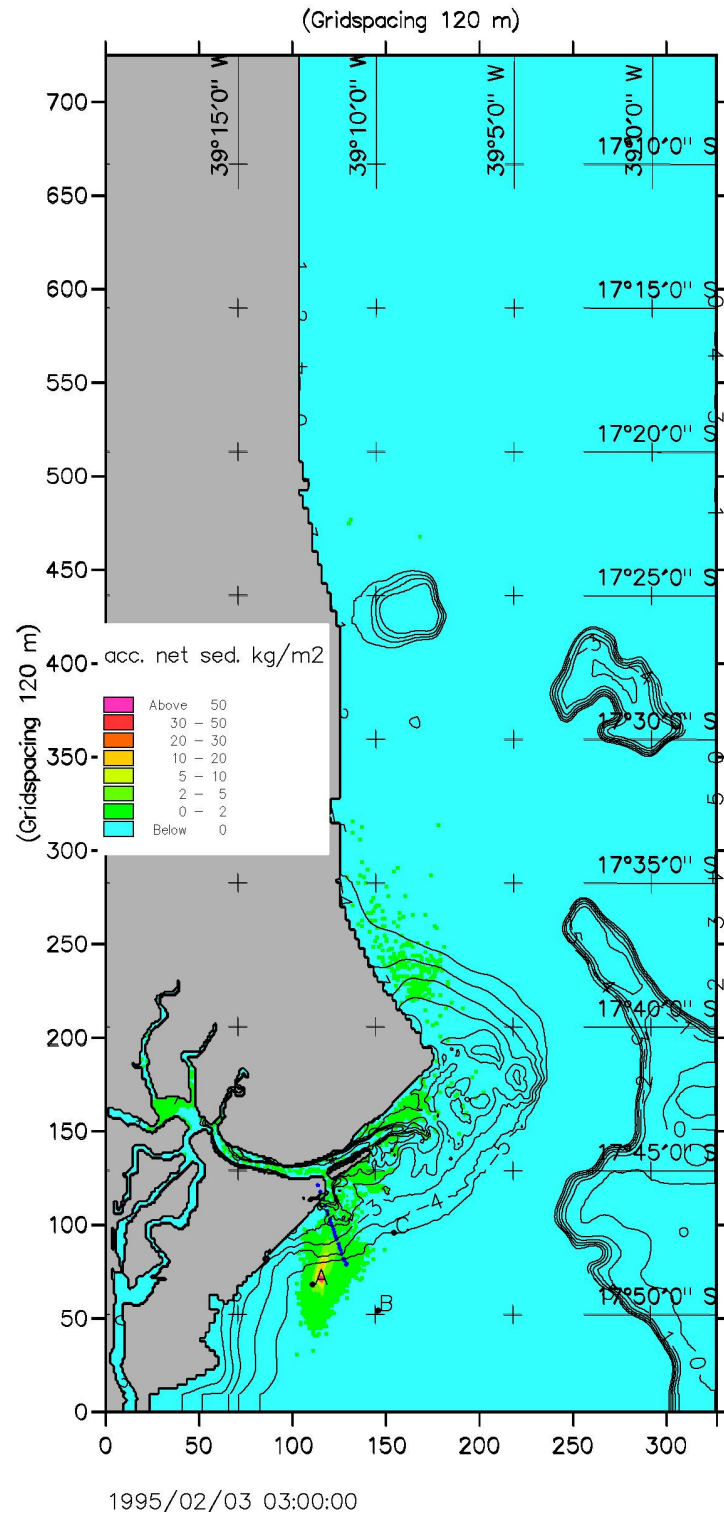 (Gridspacing 120 m)
39°15'0" W
39°10'0" W
39°5'0" W
39°0'0" W
700
17°10'0" S
650
600
17°15'0" S
550
17°20'0" S
500
450
17°25'0" S
(Gridspacing 120 m)
400
acc. net sed. kg/m2
Above 50
30 - 50
20 - 30
10 - 20
5 - 10
2 - 5
0 - 2
Below 0
17°30'0" S
350
300
17°35'0" S
250
17°40'0" S
200
150
17°45'0" S
100
C
-4
A
B
17°50'0" S
50
0
0 50 100 150 200 250 300
1995/02/03 03:00:00